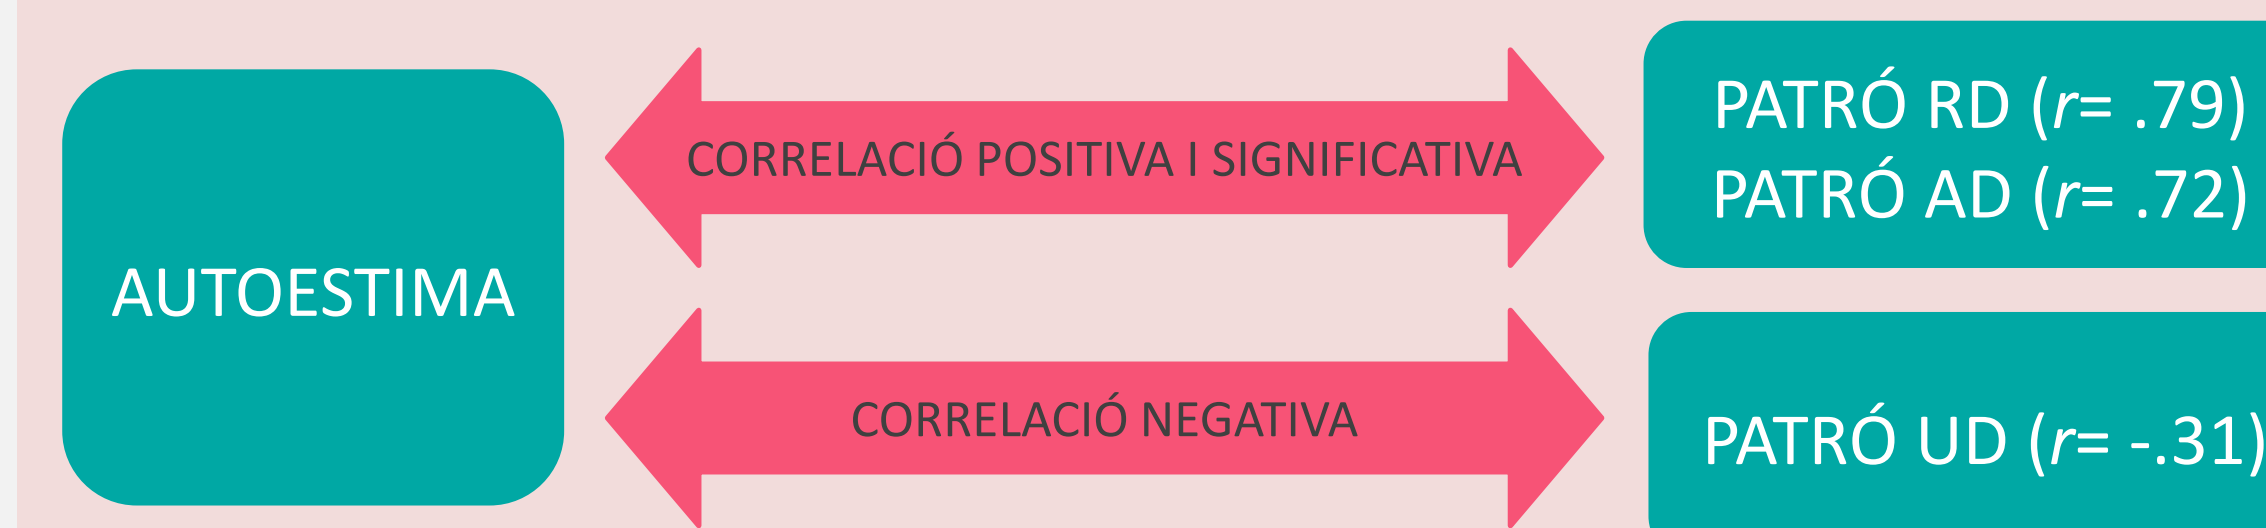 AUTOESTIMA
CORRELACIÓ POSITIVA I SIGNIFICATIVA
PATRÓ RD (r= .79)
PATRÓ AD (r= .72)
CORRELACIÓ NEGATIVA
PATRÓ UD (r= -.31)